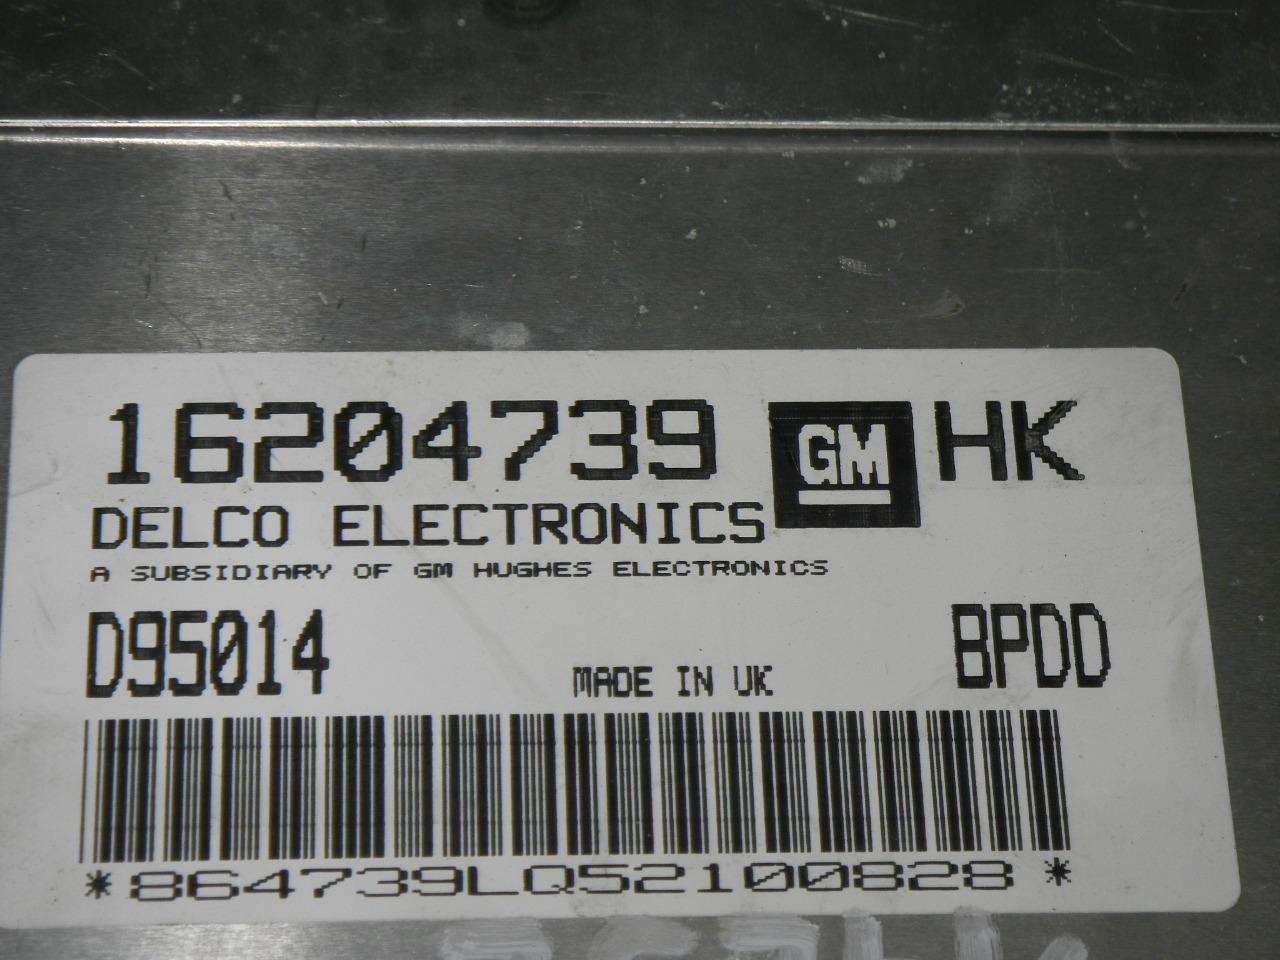 16204739 GM HK
DELCO ELECTRONICS
A SUBSIDIARY OF GM HUGHES ELECTRONICS
D95014 MADE IN UK BPDD
*864739LQ52100828*